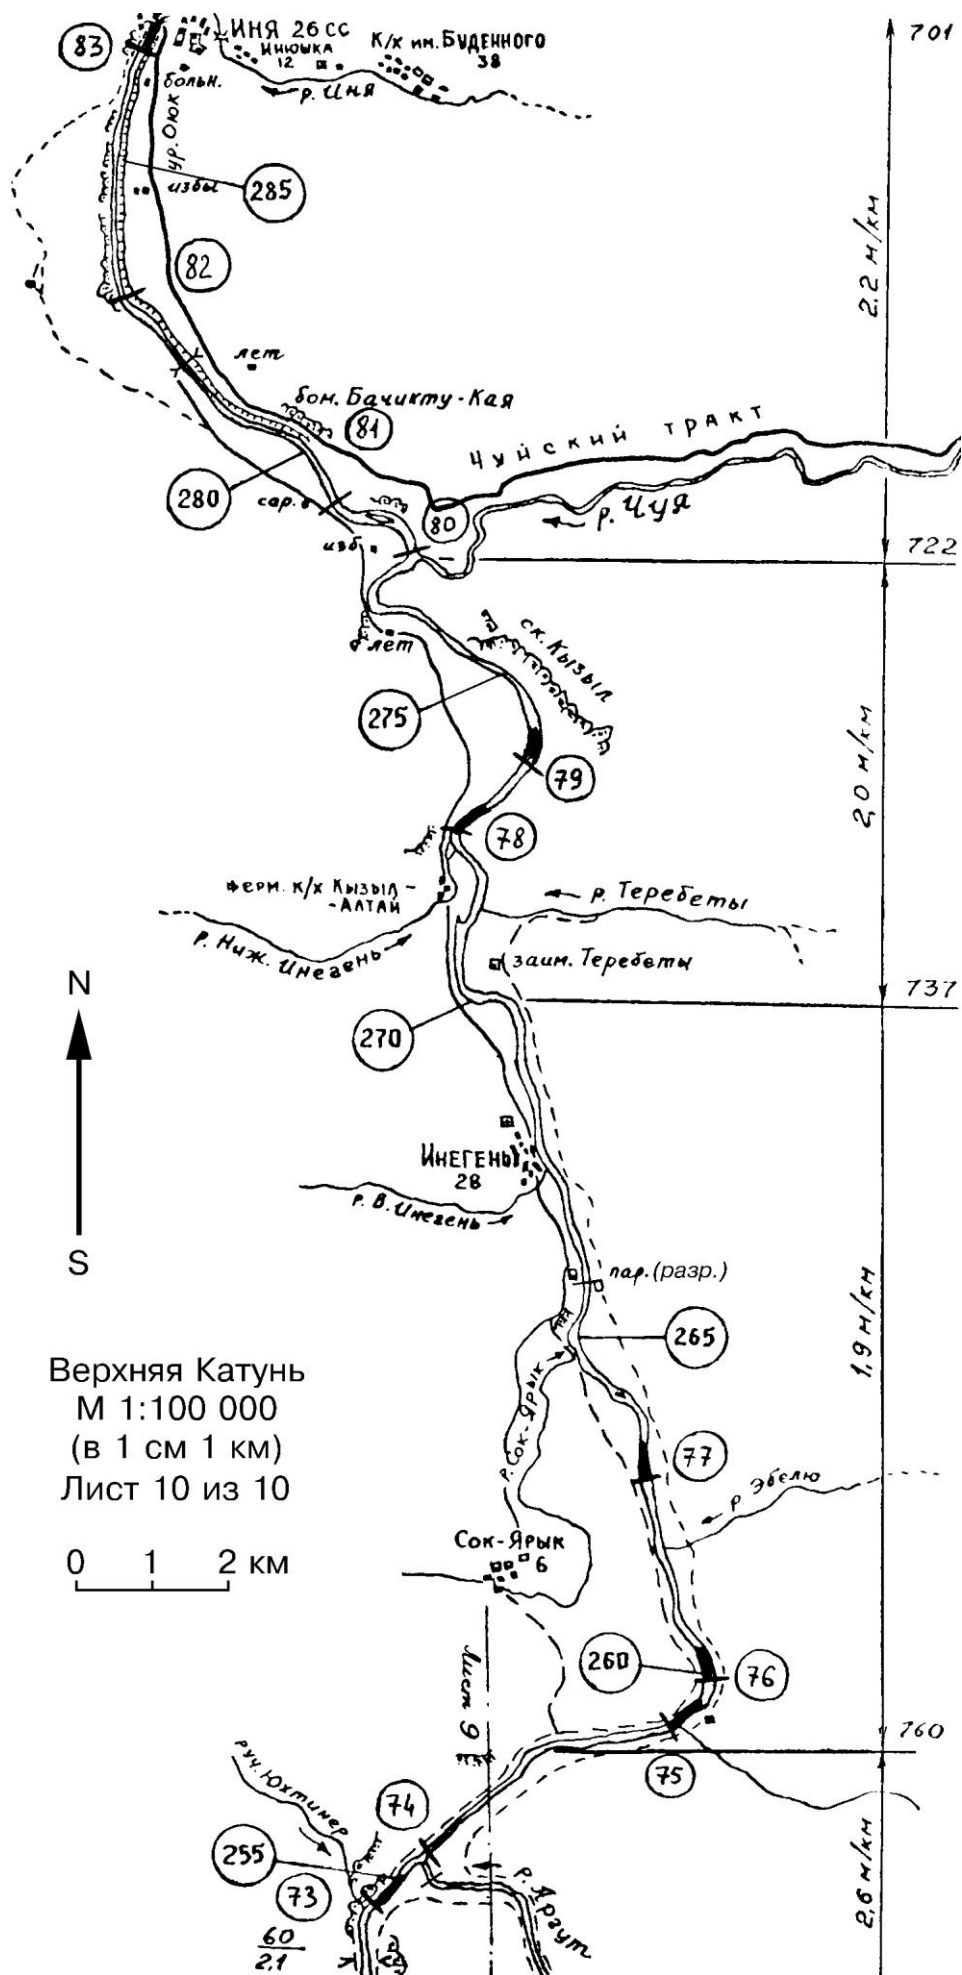 83
ИНЯ 26 СС
Инюшка
12
К/х им. Буденного
38
701
больн.
р. Иня
ур. Оюк
избы
285
82
2,2 м/км
лет
бом. Бачикту-Кая
81
Чуйский тракт
280
сар.
80
р. Чуя
изб.
722
лет
ск. Кызыл
275
79
2,0 м/км
78
ферм. к/х Кызыл-
-Алтай
р. Теребеты
р. Ниж. Инегень
заим. Теребеты
N
737
270
Инегень
28
р. В. Инегень
S
пар. (разр.)
265
1,9 м/км
Верхняя Катунь
М 1:100 000
(в 1 см 1 км)
Лист 10 из 10
р. Сок-Ярык
77
р. Эбелю
0 1 2 км
Сок-Ярык
6
260
76
Лист 9
760
75
руч. Юхтинер
74
255
73
р. Аргут
2,6 м/км
60
2,1